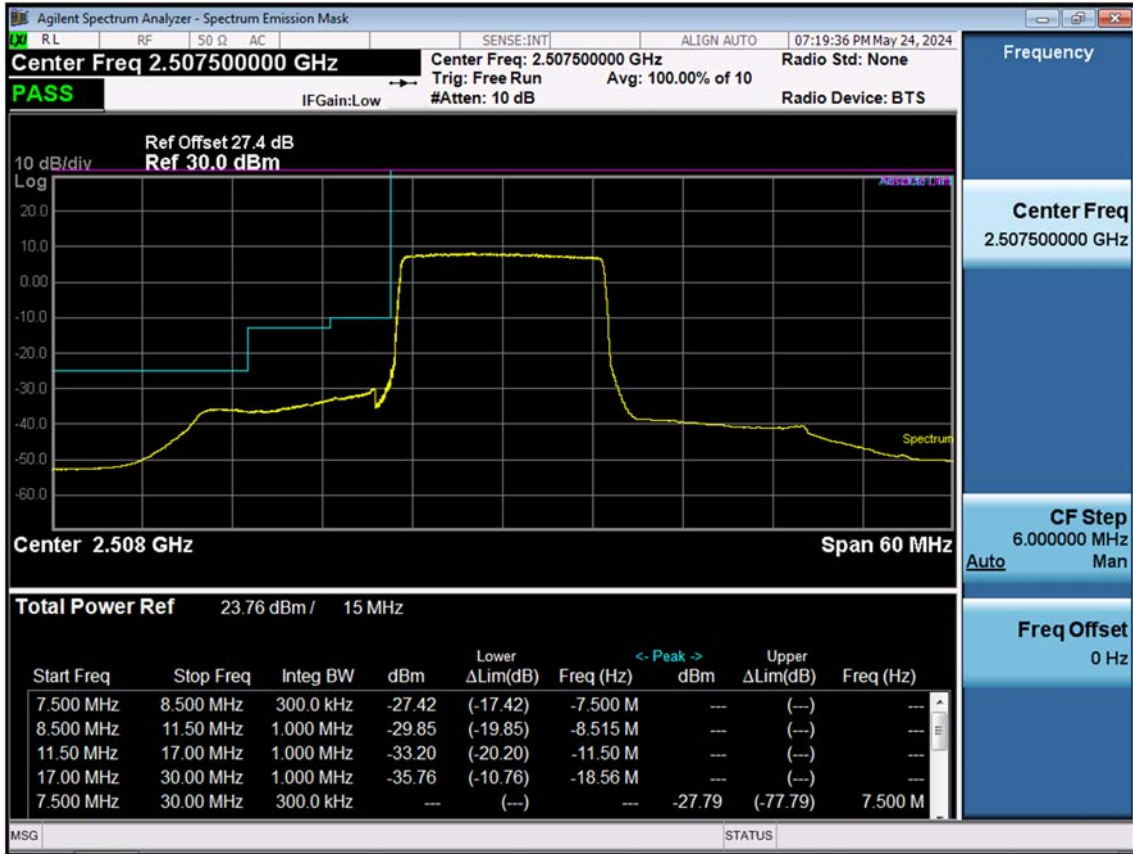 Agilent Spectrum Analyzer - Spectrum Emission Mask
LXI RL RF 50 Ω AC SENSE:INT ALIGN AUTO 07:19:36 PM May 24, 2024
Center Freq 2.507500000 GHz
PASS
IFGain:Low
Center Freq: 2.507500000 GHz
Trig: Free Run Avg: 100.00% of 10
#Atten: 10 dB
Radio Std: None
Radio Device: BTS
Ref Offset 27.4 dB
10 dB/div Ref 30.0 dBm
Log
Absolute Limit
20.0
10.0
0.00
-10.0
-20.0
-30.0
-40.0
Spectrum
-50.0
-60.0
Center 2.508 GHz Span 60 MHz
Total Power Ref 23.76 dBm / 15 MHz
Lower <- Peak -> Upper
Start Freq Stop Freq Integ BW dBm ΔLim(dB) Freq (Hz) dBm ΔLim(dB) Freq (Hz)
7.500 MHz 8.500 MHz 300.0 kHz -27.42 (-17.42) -7.500 M --- (---) ---
8.500 MHz 11.50 MHz 1.000 MHz -29.85 (-19.85) -8.515 M --- (---) ---
11.50 MHz 17.00 MHz 1.000 MHz -33.20 (-20.20) -11.50 M --- (---) ---
17.00 MHz 30.00 MHz 1.000 MHz -35.76 (-10.76) -18.56 M --- (---) ---
7.500 MHz 30.00 MHz 300.0 kHz --- (---) --- -27.79 (-77.79) 7.500 M
MSG STATUS
Frequency
Center Freq
2.507500000 GHz
CF Step
6.000000 MHz
Auto Man
Freq Offset
0 Hz